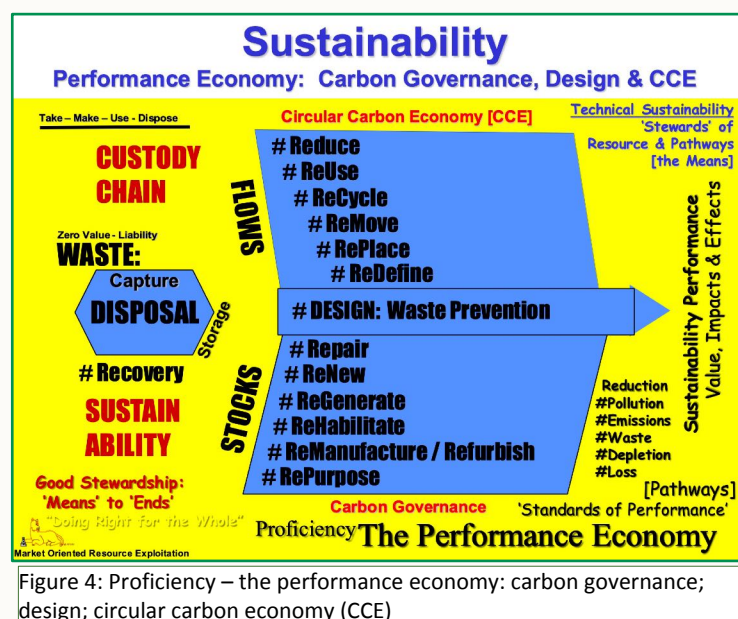 Sustainability
Performance Economy: Carbon Governance, Design & CCE
Take – Make – Use - Dispose
CUSTODY
CHAIN
Zero Value - Liability
WASTE:
Capture
DISPOSAL
Storage
# Recovery
SUSTAIN
ABILITY
Good Stewardship:
'Means' to 'Ends'
"Doing Right for the Whole"
Market Oriented Resource Exploitation
Circular Carbon Economy [CCE]
FLOWS
# Reduce
# ReUse
# ReCycle
# ReMove
# RePlace
# ReDefine
# DESIGN: Waste Prevention
STOCKS
# Repair
# ReNew
# ReGenerate
# ReHabilitate
# ReManufacture / Refurbish
# RePurpose
Carbon Governance
Technical Sustainability
'Stewards' of
Resource & Pathways
[the Means]
Sustainability Performance
Value, Impacts & Effects
Reduction
#Pollution
#Emissions
#Waste
#Depletion
#Loss
[Pathways]
'Standards of Performance'
Proficiency The Performance Economy
Figure 4: Proficiency – the performance economy: carbon governance;
design; circular carbon economy (CCE)